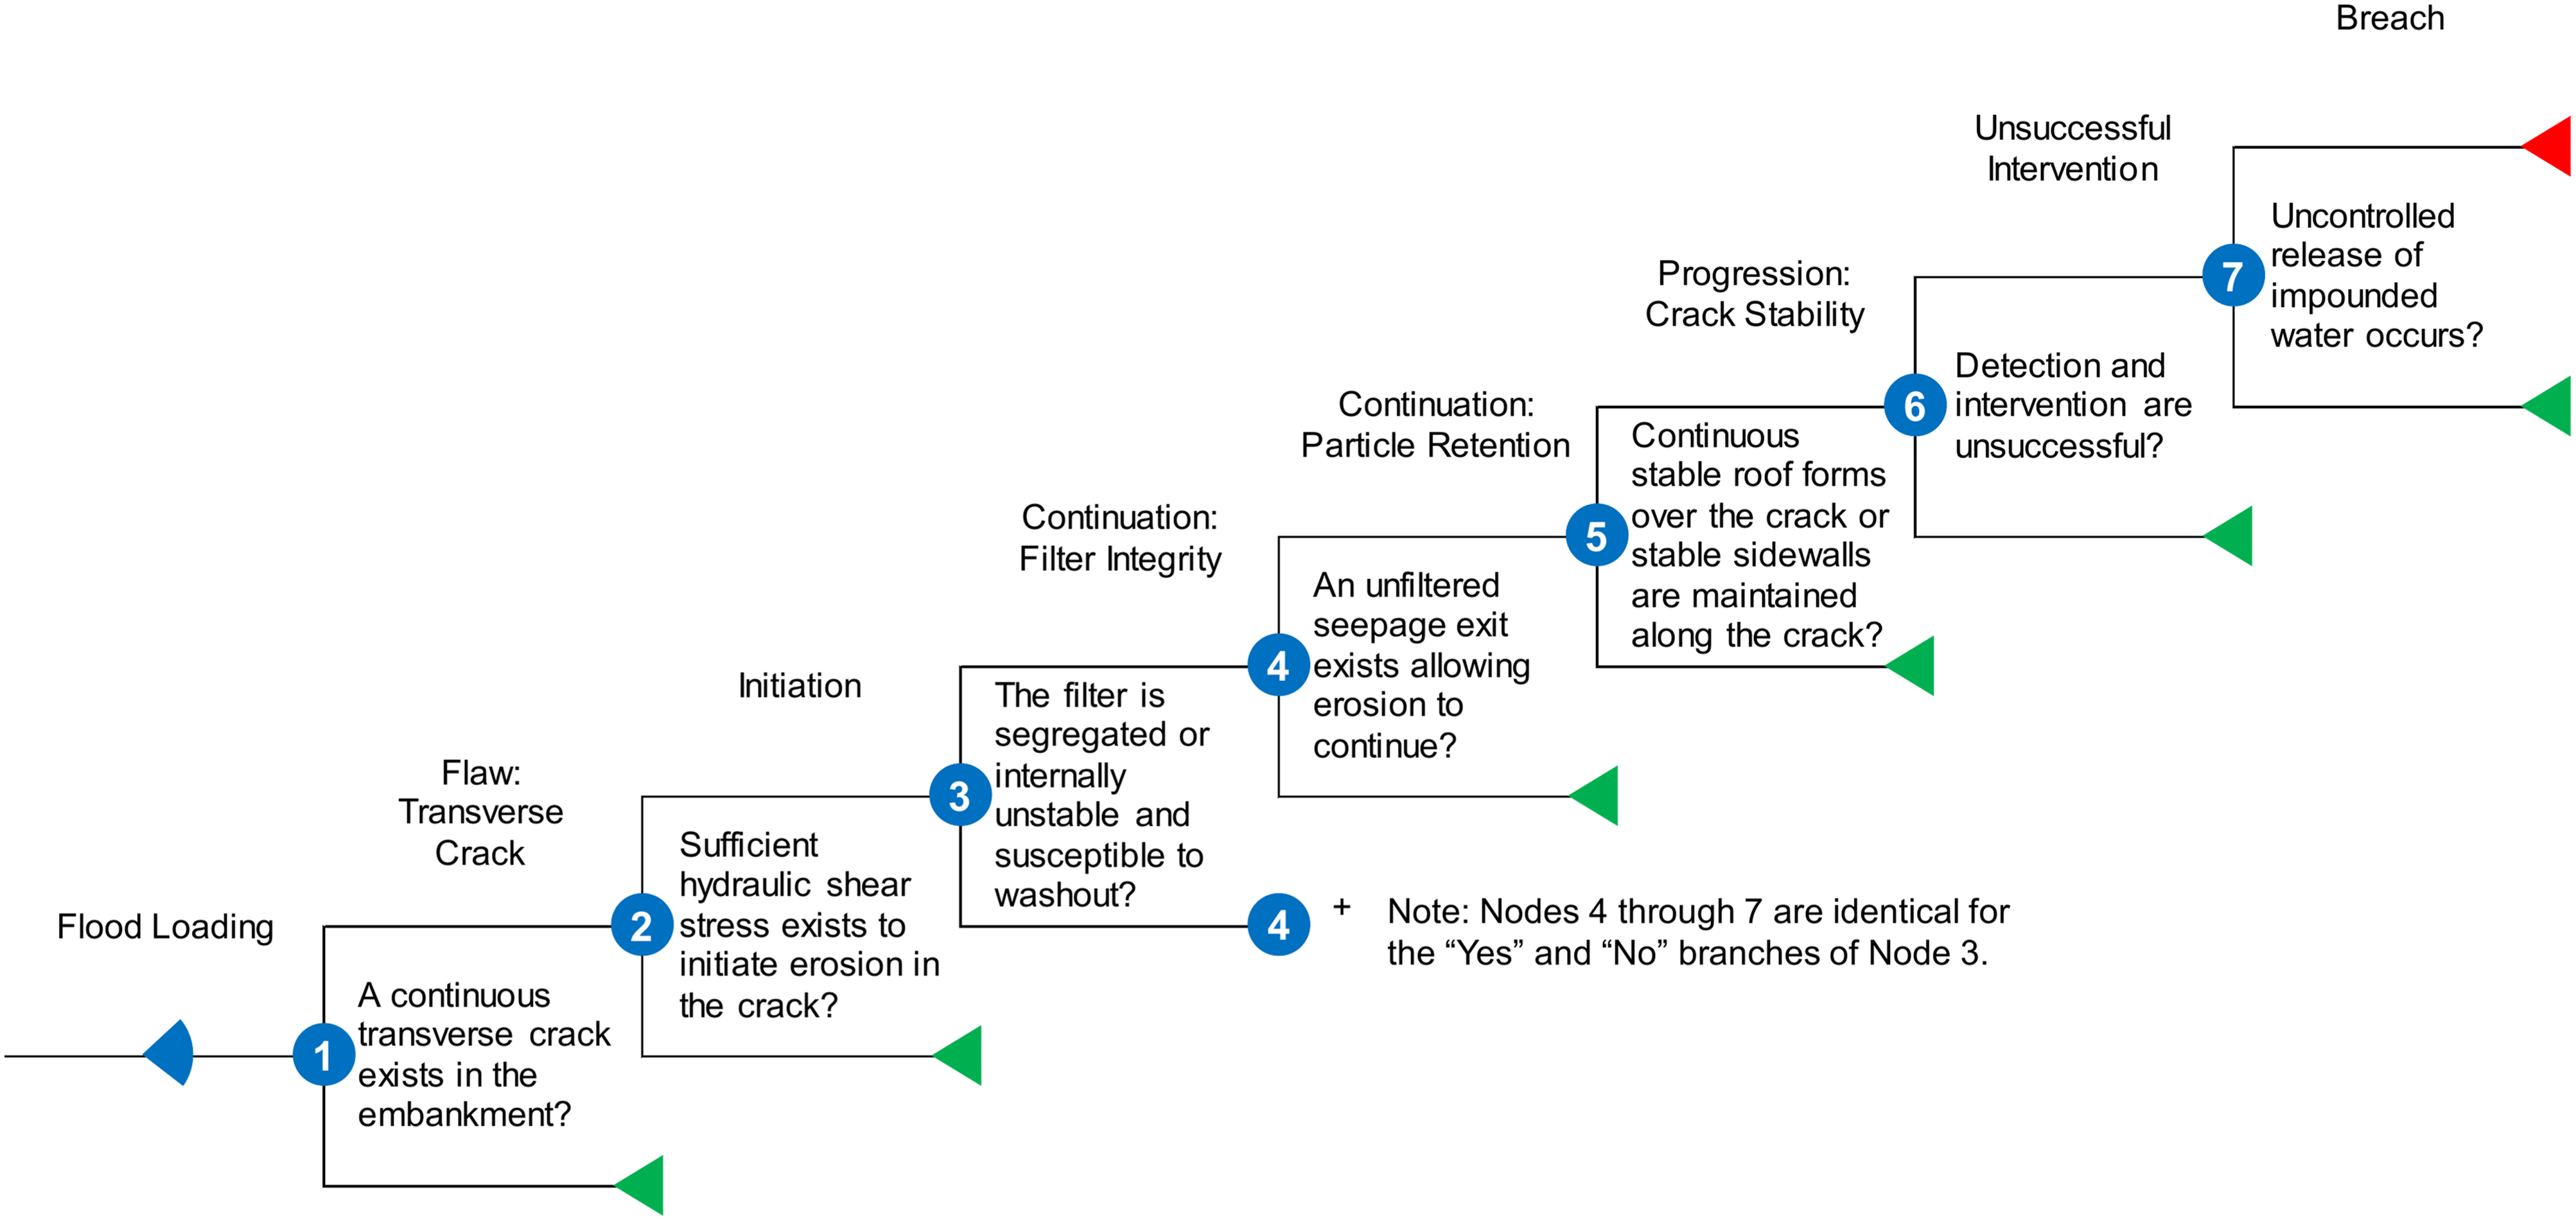 Breach
Unsuccessful
Intervention
Uncontrolled
release of
impounded
water occurs?
7
Progression:
Crack Stability
Detection and
intervention are
unsuccessful?
6
Continuation:
Particle Retention
Continuous
stable roof forms
over the crack or
stable sidewalls
are maintained
along the crack?
5
Continuation:
Filter Integrity
An unfiltered
seepage exit
exists allowing
erosion to
continue?
4
Initiation
The filter is
segregated or
internally
unstable and
susceptible to
washout?
3
4
+
Note: Nodes 4 through 7 are identical for
the “Yes” and “No” branches of Node 3.
Flaw:
Transverse
Crack
Sufficient
hydraulic shear
stress exists to
initiate erosion in
the crack?
2
Flood Loading
A continuous
transverse crack
exists in the
embankment?
1